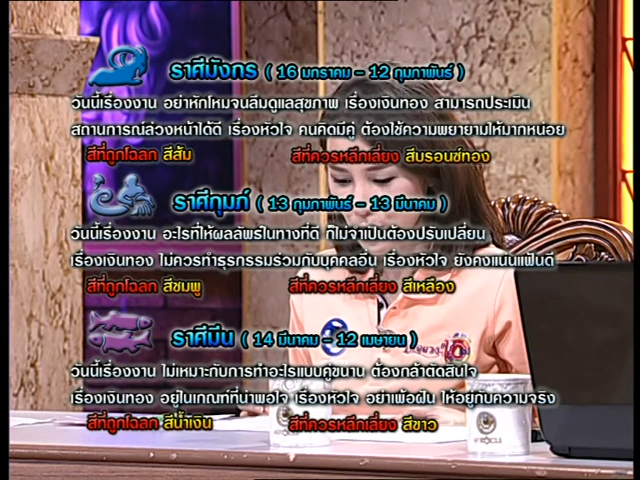 ราศีมังกร ( 16 มกราคม – 12 กุมภาพันธ์ )
วันนี้เรื่องงาน อย่าหักโหมจนลืมดูแลสุขภาพ เรื่องเงินทอง สามารถประเมิน
สถานการณ์ล่วงหน้าได้ดี เรื่องหัวใจ คนคิดมีคู่ ต้องใช้ความพยายามให้มากหน่อย
สีที่ถูกโฉลก สีส้ม สีที่ควรหลีกเลี่ยง สีบรอนซ์ทอง
ราศีกุมภ์ ( 13 กุมภาพันธ์ – 13 มีนาคม )
วันนี้เรื่องงาน อะไรที่ให้ผลลัพธ์ในทางที่ดี ก็ไม่จำเป็นต้องปรับเปลี่ยน
เรื่องเงินทอง ไม่ควรทำธุรกรรมร่วมกับบุคคลอื่น เรื่องหัวใจ ยังคงแน่นแฟ้นดี
สีที่ถูกโฉลก สีชมพู สีที่ควรหลีกเลี่ยง สีเหลือง
ราศีมีน ( 14 มีนาคม – 12 เมษายน )
วันนี้เรื่องงาน ไม่เหมาะกับการทำอะไรแบบคู่ขนาน ต้องกล้าตัดสินใจ
เรื่องเงินทอง อยู่ในเกณฑ์ที่น่าพอใจ เรื่องหัวใจ อย่าเพ้อฝัน ให้อยู่กับความจริง
สีที่ถูกโฉลก สีน้ำเงิน สีที่ควรหลีกเลี่ยง สีขาว